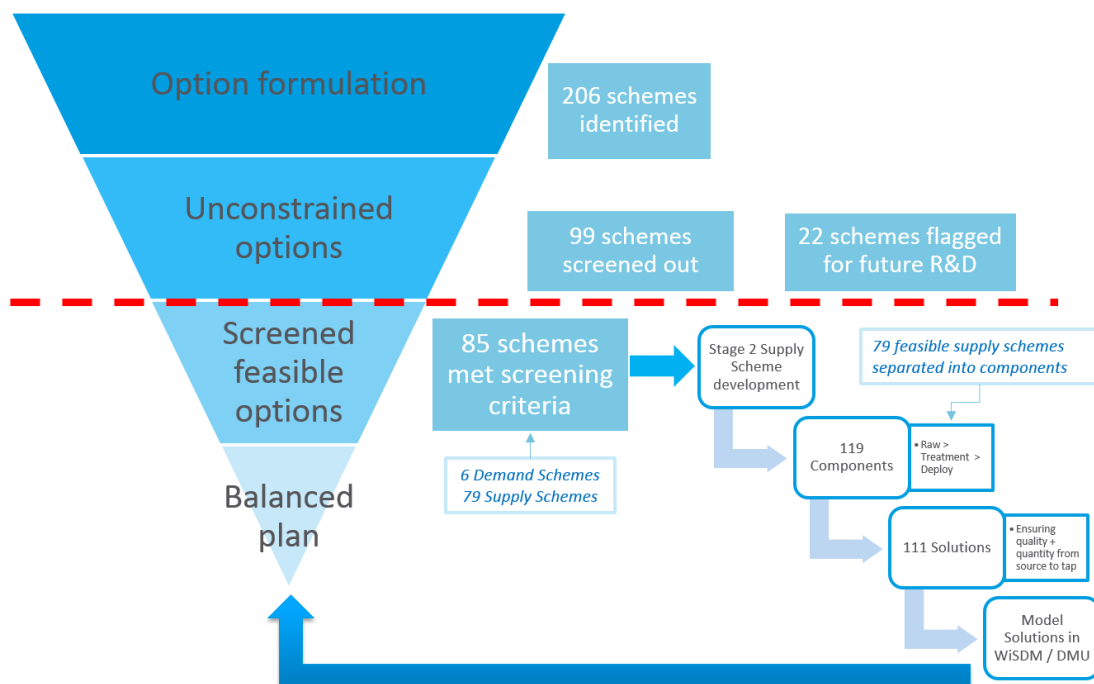 Option formulation
206 schemes
identified
Unconstrained
options
99 schemes
screened out
22 schemes flagged
for future R&D
Screened
feasible
options
85 schemes
met screening
criteria
Stage 2 Supply
Scheme
development
79 feasible supply schemes
separated into components
6 Demand Schemes
79 Supply Schemes
119
Components
• Raw >
Treatment >
Deploy
Balanced
plan
111 Solutions
• Ensuring
quality +
quantity from
source to tap
Model
Solutions in
WiSDM / DMU